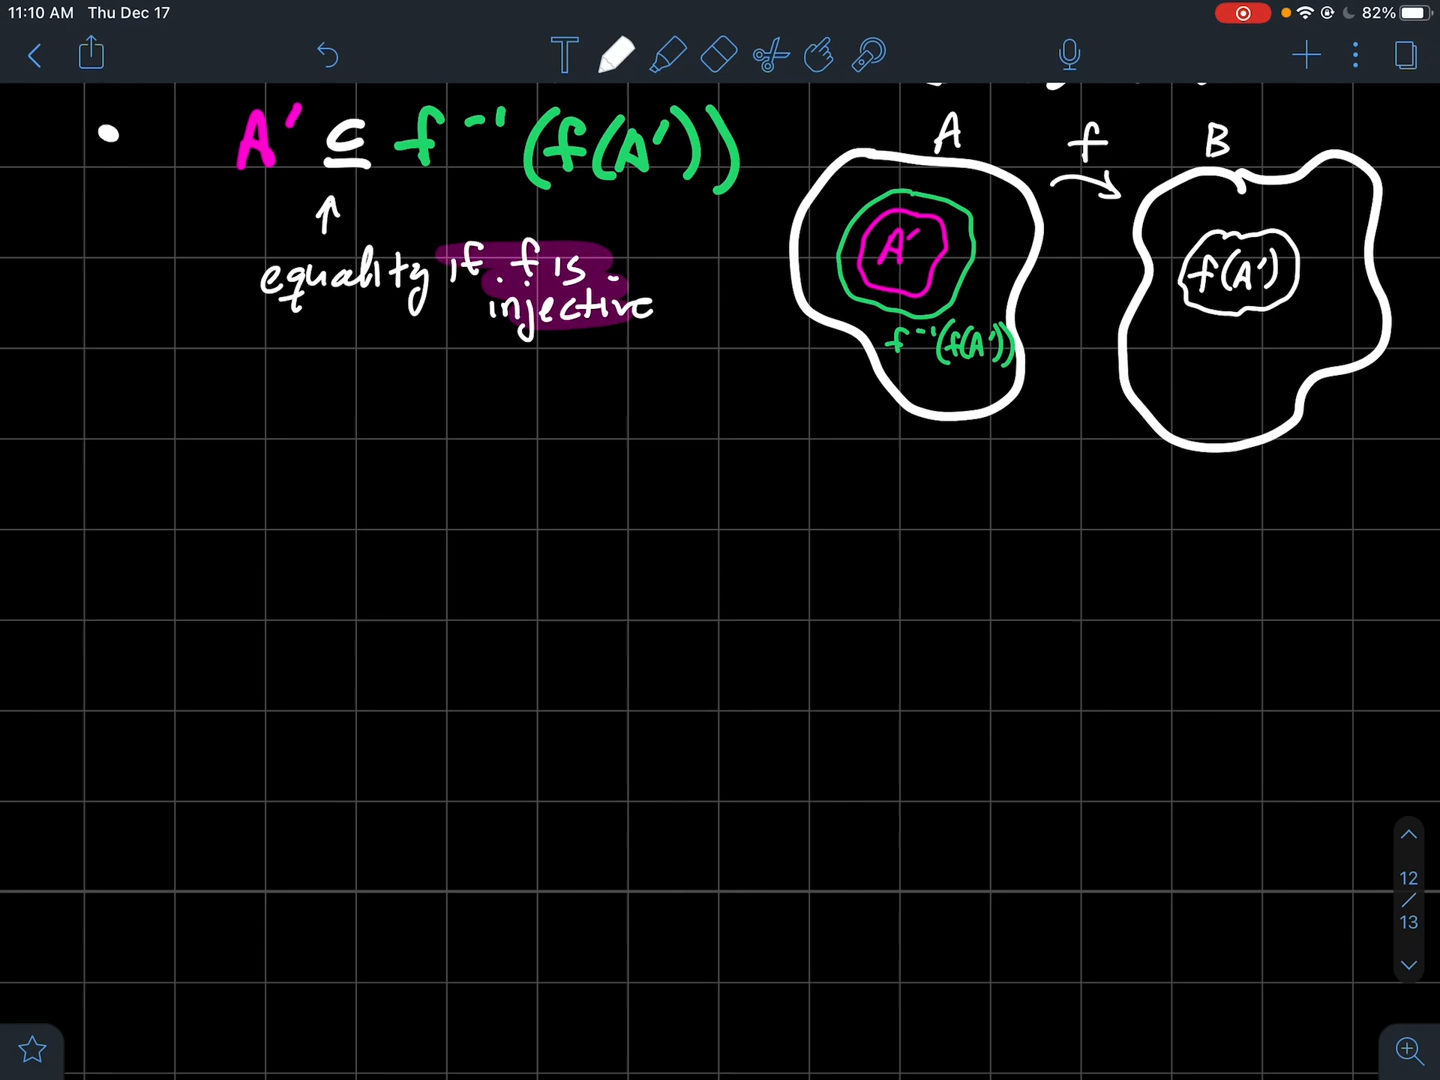 11:10 AM Thu Dec 17
82%
A' ⊆ f⁻¹(f(A'))
↑
equality if f is
injective
A f B
A'
f(A')
f⁻¹(f(A'))
12
/
13